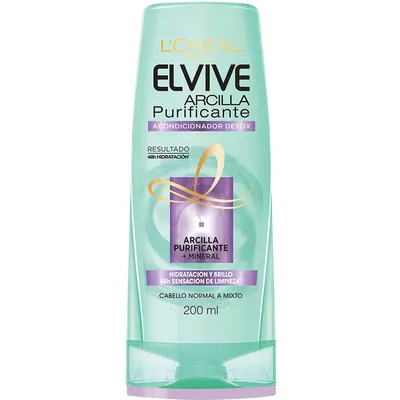 L'ORÉAL
ELVIVE
ARCILLA
Purificante
ACONDICIONADOR DETOX
RESULTADO
48h HIDRATACIÓN¹
ARCILLA
PURIFICANTE
+ MINERAL
HIDRATACIÓN Y BRILLO
48h SENSACIÓN DE LIMPIEZA*
CABELLO NORMAL A MIXTO
200 ml